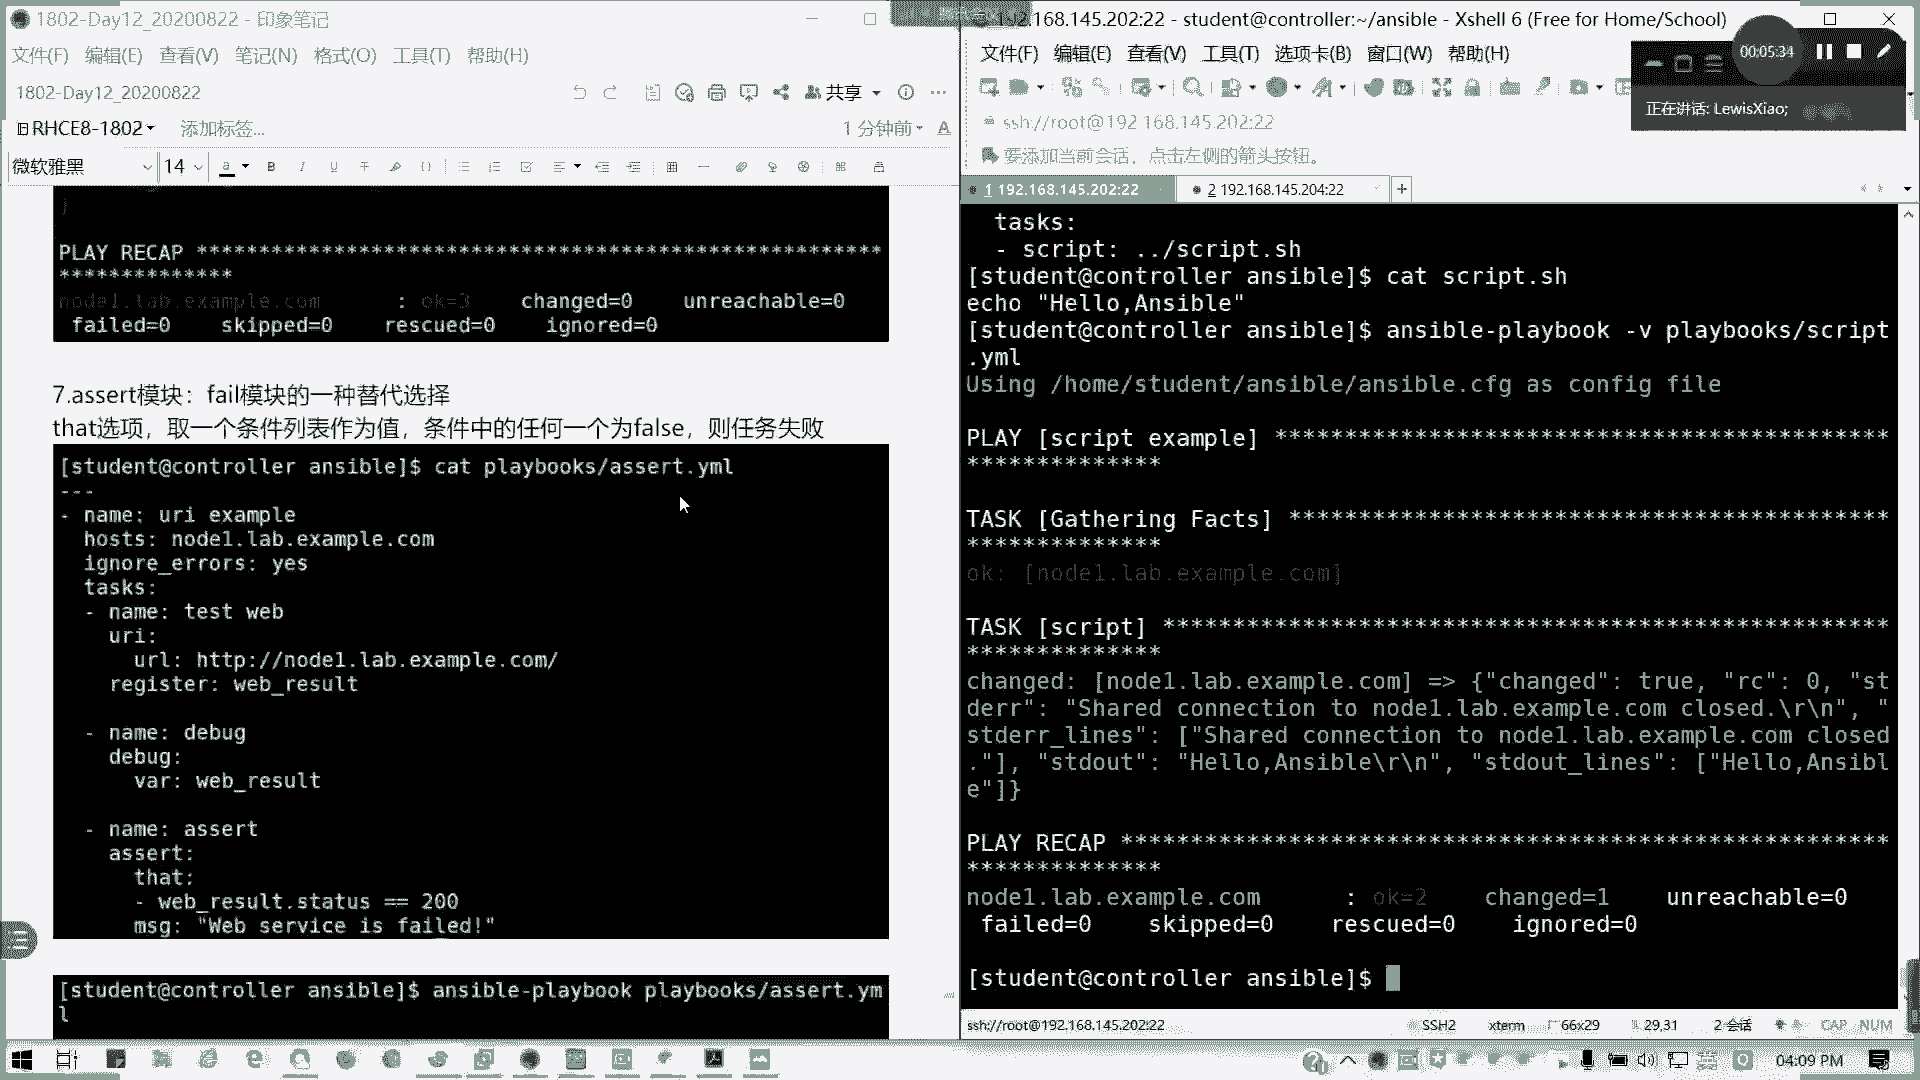 1802-Day12_20200822 - 印象笔记
文件(F) 编辑(E) 查看(V) 笔记(N) 格式(O) 工具(T) 帮助(H)
1802-Day12_20200822
共享
RHCE8-1802
添加标签...
1 分钟前
微软雅黑
14
PLAY RECAP *******************************************************
**************
node1.lab.example.com : ok=3 changed=0 unreachable=0
failed=0 skipped=0 rescued=0 ignored=0
7.assert模块：fail模块的一种替代选择
that选项，取一个条件列表作为值，条件中的任何一个为false，则任务失败
[student@controller ansible]$ cat playbooks/assert.yml
---
- name: uri example
hosts: node1.lab.example.com
ignore_errors: yes
tasks:
- name: test web
uri:
url: http://node1.lab.example.com/
register: web_result
- name: debug
debug:
var: web_result
- name: assert
assert:
that:
- web_result.status == 200
msg: "Web service is failed!"
[student@controller ansible]$ ansible-playbook playbooks/assert.ym
l
192.168.145.202:22 - student@controller:~/ansible - Xshell 6 (Free for Home/School)
文件(F) 编辑(E) 查看(V) 工具(T) 选项卡(B) 窗口(W) 帮助(H)
00:05:34
正在讲话: LewisXiao;
ssh://root@192.168.145.202:22
要添加当前会话，点击左侧的箭头按钮。
1 192.168.145.202:22
2 192.168.145.204:22
tasks:
- script: ../script.sh
[student@controller ansible]$ cat script.sh
echo "Hello,Ansible"
[student@controller ansible]$ ansible-playbook -v playbooks/script
.yml
Using /home/student/ansible/ansible.cfg as config file
PLAY [script example] **********************************************
**************
TASK [Gathering Facts] *********************************************
**************
ok: [node1.lab.example.com]
TASK [script] *****************************************************
**************
changed: [node1.lab.example.com] => {"changed": true, "rc": 0, "st
derr": "Shared connection to node1.lab.example.com closed.\r\n", "
stderr_lines": ["Shared connection to node1.lab.example.com closed
."], "stdout": "Hello,Ansible\r\n", "stdout_lines": ["Hello,Ansibl
e"]}
PLAY RECAP ********************************************************
**************
node1.lab.example.com : ok=2 changed=1 unreachable=0
failed=0 skipped=0 rescued=0 ignored=0
[student@controller ansible]$
ssh://root@192.168.145.202:22
SSH2
xterm
66x29
29,31
2 会话
CAP NUM
04:09 PM